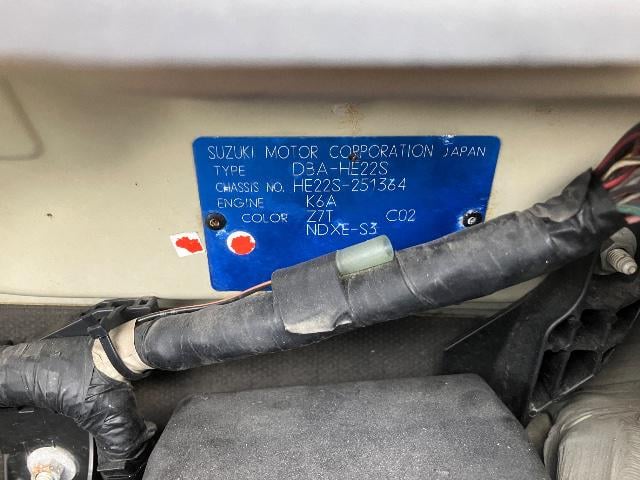 SUZUKI MOTOR CORPORATION JAPAN
TYPE DBA-HE22S
CHASSIS NO. HE22S-251364
ENGINE K6A
COLOR Z7T C02
NDXE-S3